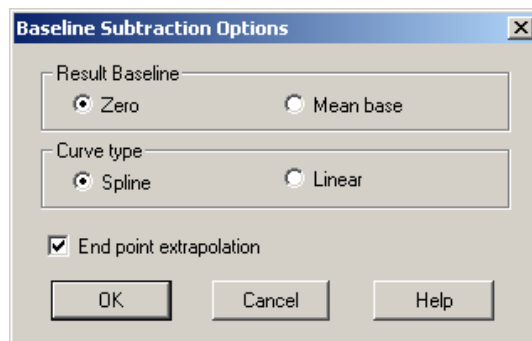 Baseline Subtraction Options
Result Baseline
Zero Mean base
Curve type
Spline Linear
End point extrapolation
OK Cancel Help